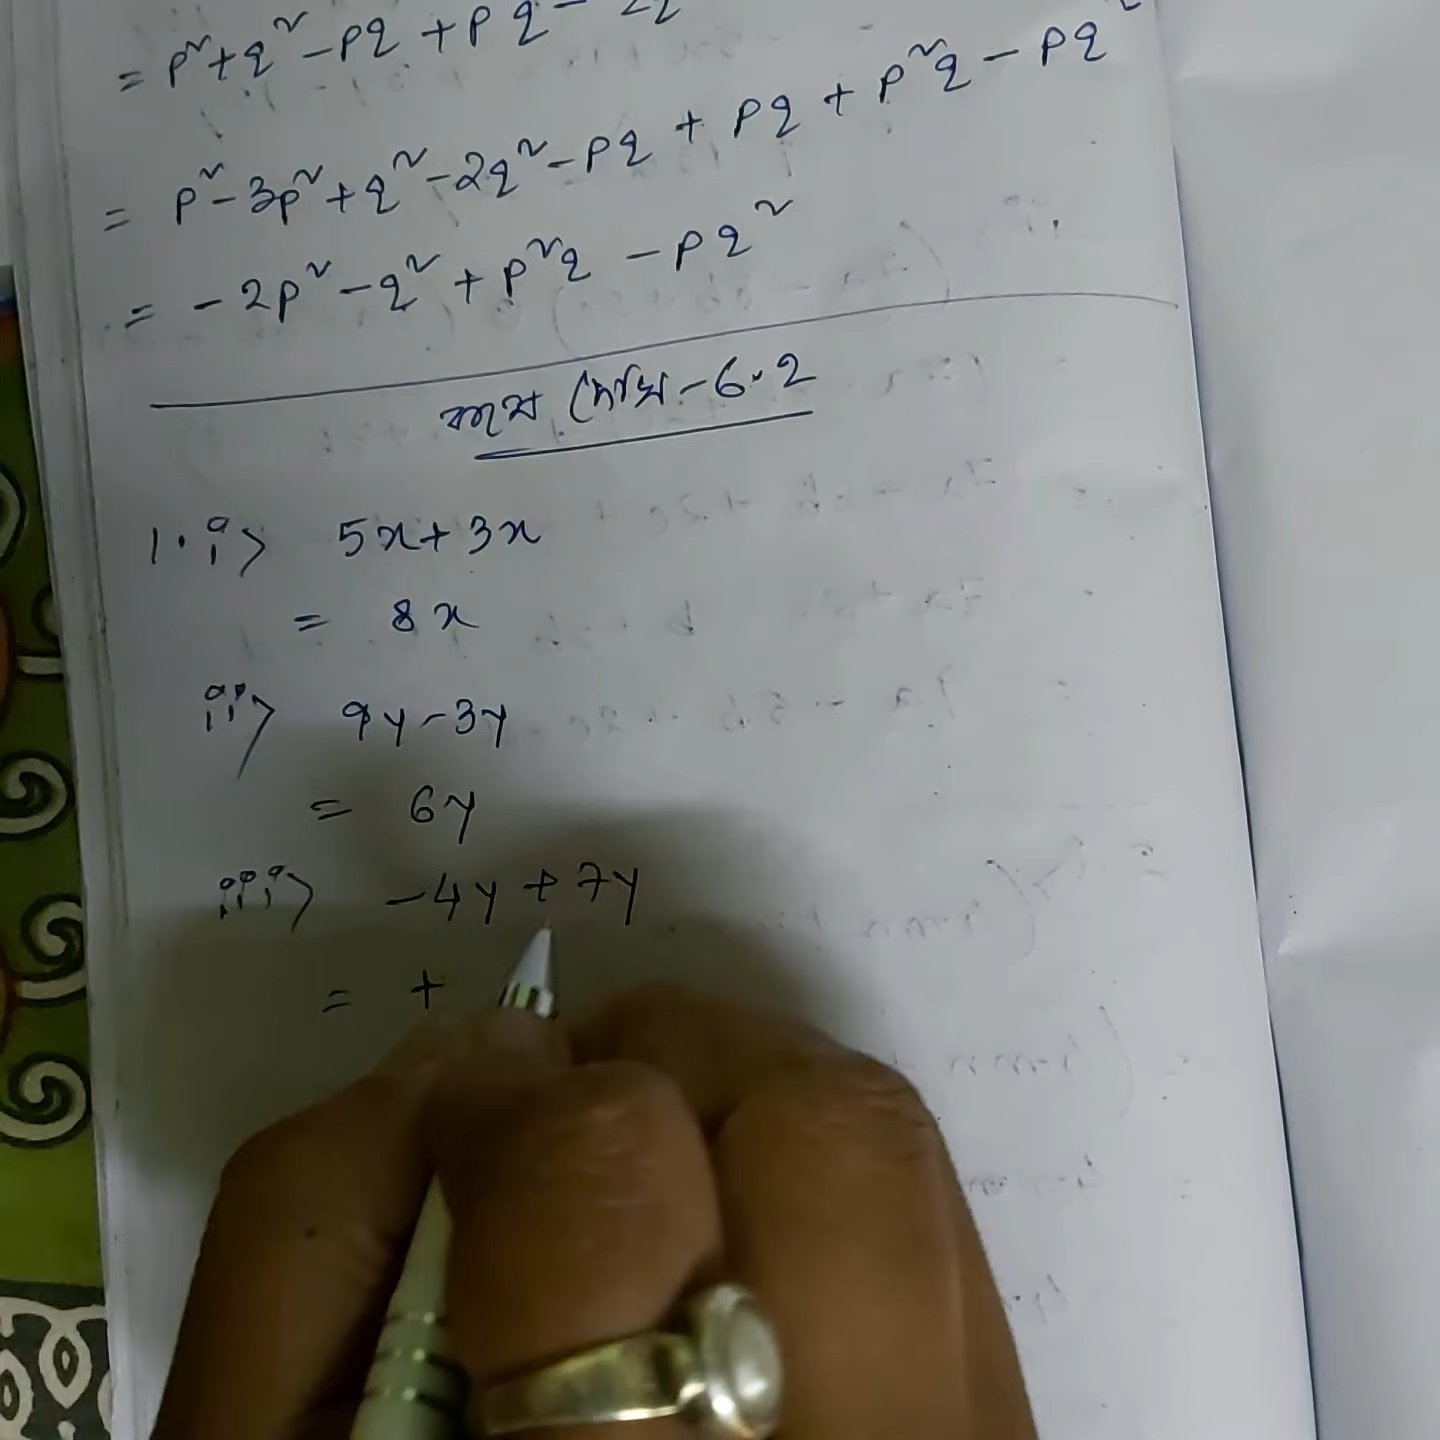 = p² + q² - pq + pq -
= p² - 3p² + q² - 2q² - pq + pq + p²q - pq²
= - 2p² - q² + p²q - pq²
কষে দেখি - 6.2
1. i> 5x + 3x
= 8x
ii> 9y - 3y
= 6y
iii> -4y + 7y
= +